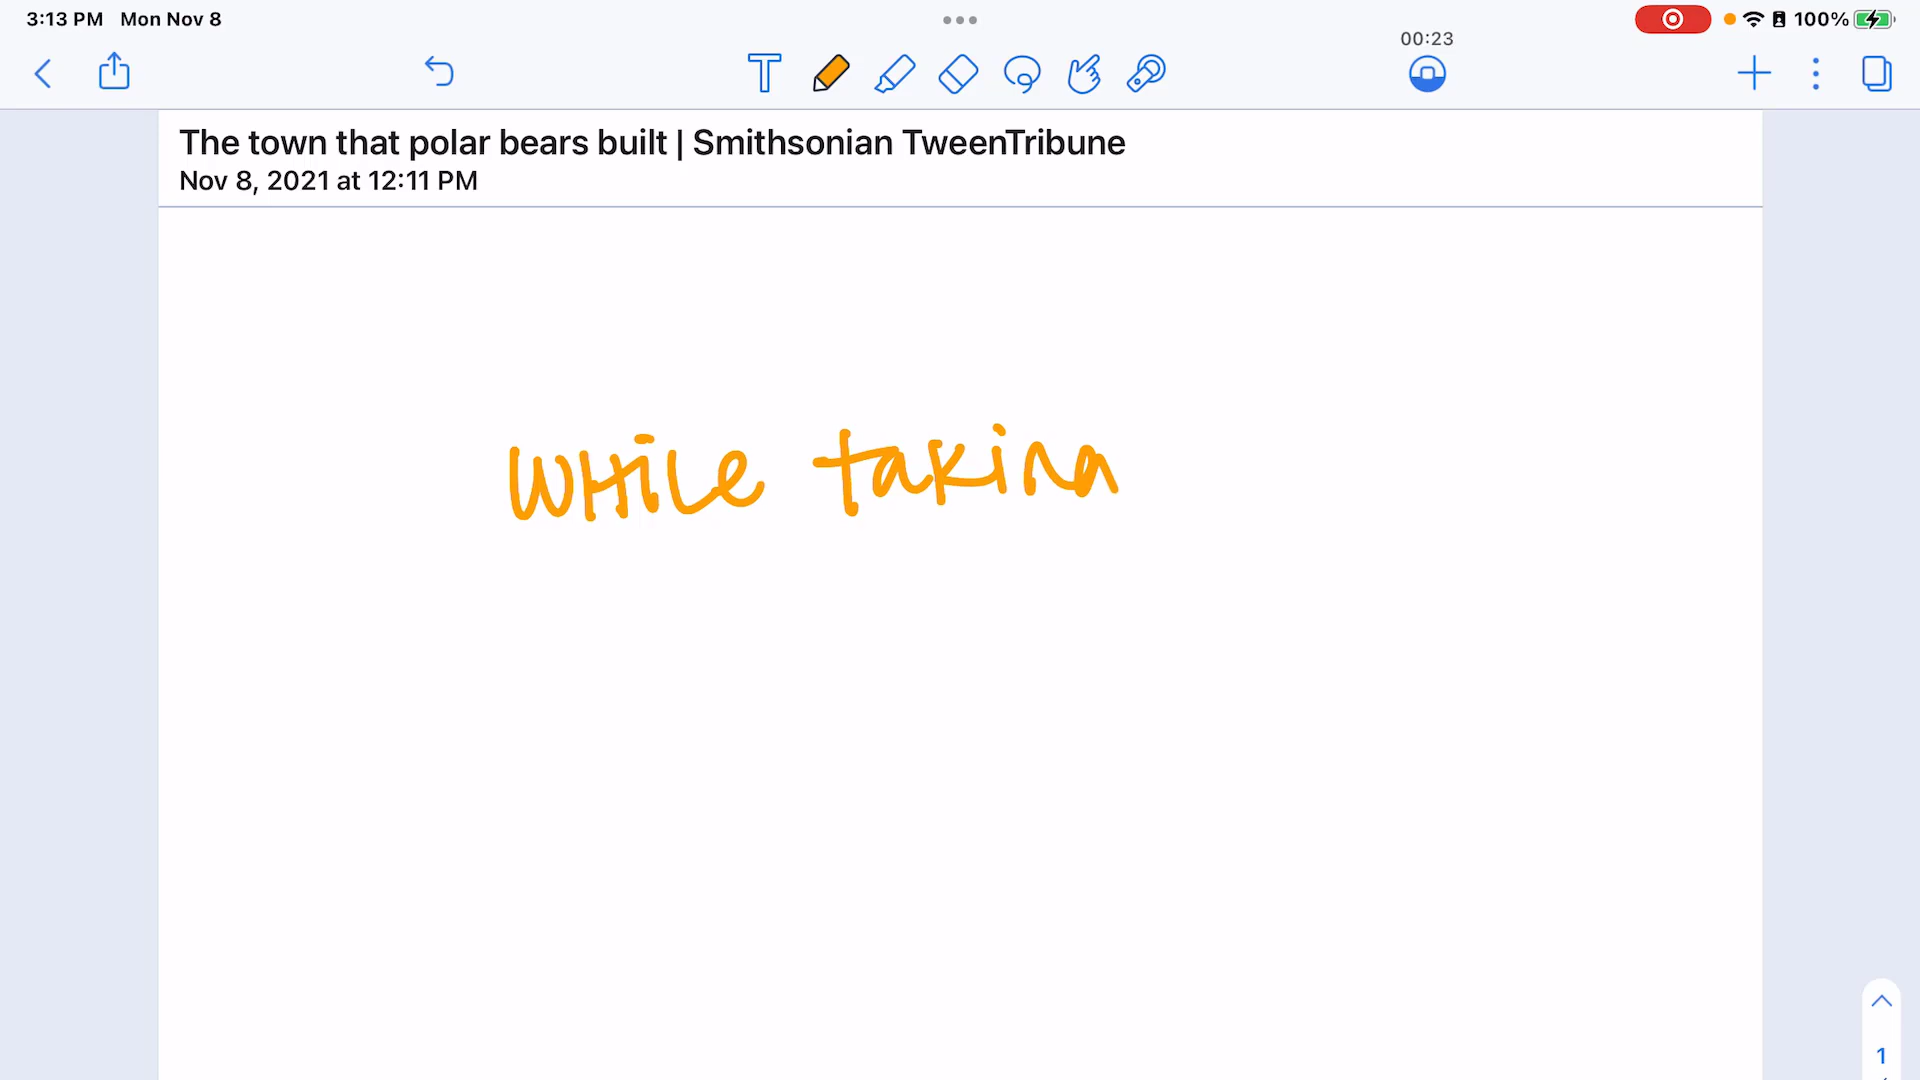 3:13 PM Mon Nov 8
100%
00:23
The town that polar bears built | Smithsonian TweenTribune
Nov 8, 2021 at 12:11 PM
While takina
1